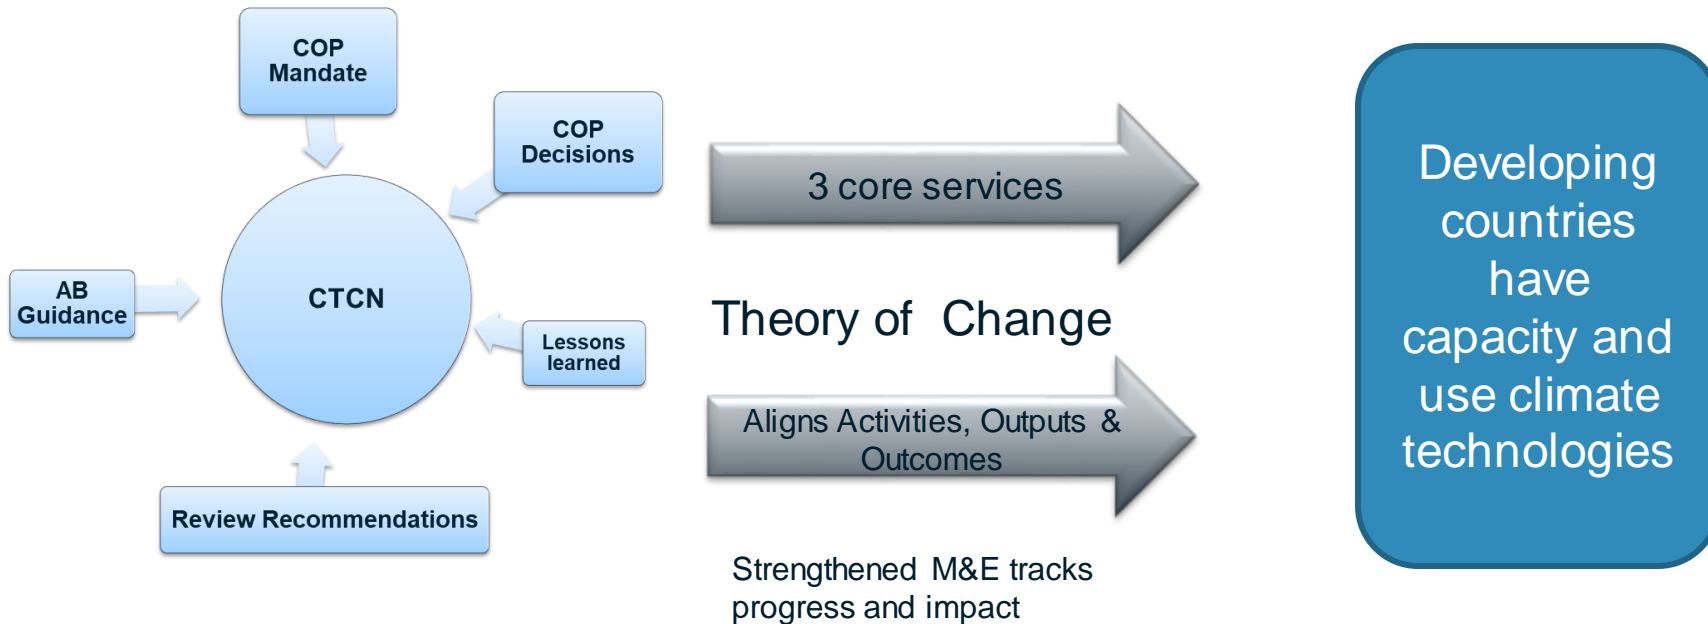 COP
Mandate
COP
Decisions
AB
Guidance
CTCN
Lessons
learned
Review Recommendations
3 core services
Theory of Change
Aligns Activities, Outputs &
Outcomes
Strengthened M&E tracks
progress and impact
Developing
countries
have
capacity and
use climate
technologies